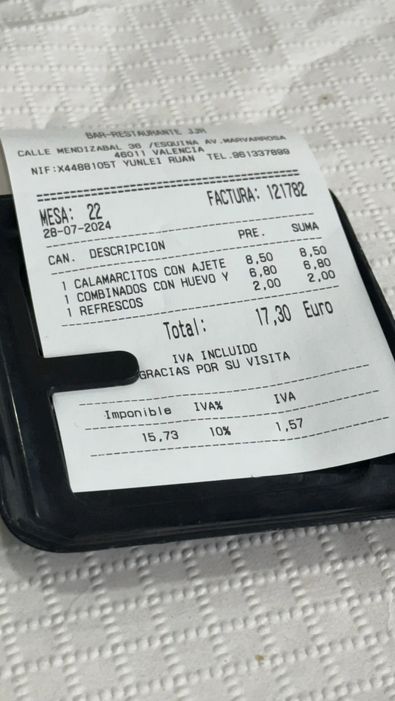 BAR-RESTAURANTE JJR
CALLE MENDIZABAL 36 /ESQUINA AV.MARVARROSA
46011 VALENCIA
NIF:X4488105T YUNLEI RUAN TEL.961337899
MESA: 22 FACTURA: 121782
28-07-2024
CAN. DESCRIPCION PRE. SUMA
1 CALAMARCITOS CON AJETE 8,50 8,50
1 COMBINADOS CON HUEVO Y 6,80 6,80
1 REFRESCOS 2,00 2,00
Total: 17,30 Euro
IVA INCLUIDO
GRACIAS POR SU VISITA
Imponible IVA% IVA
15,73 10% 1,57